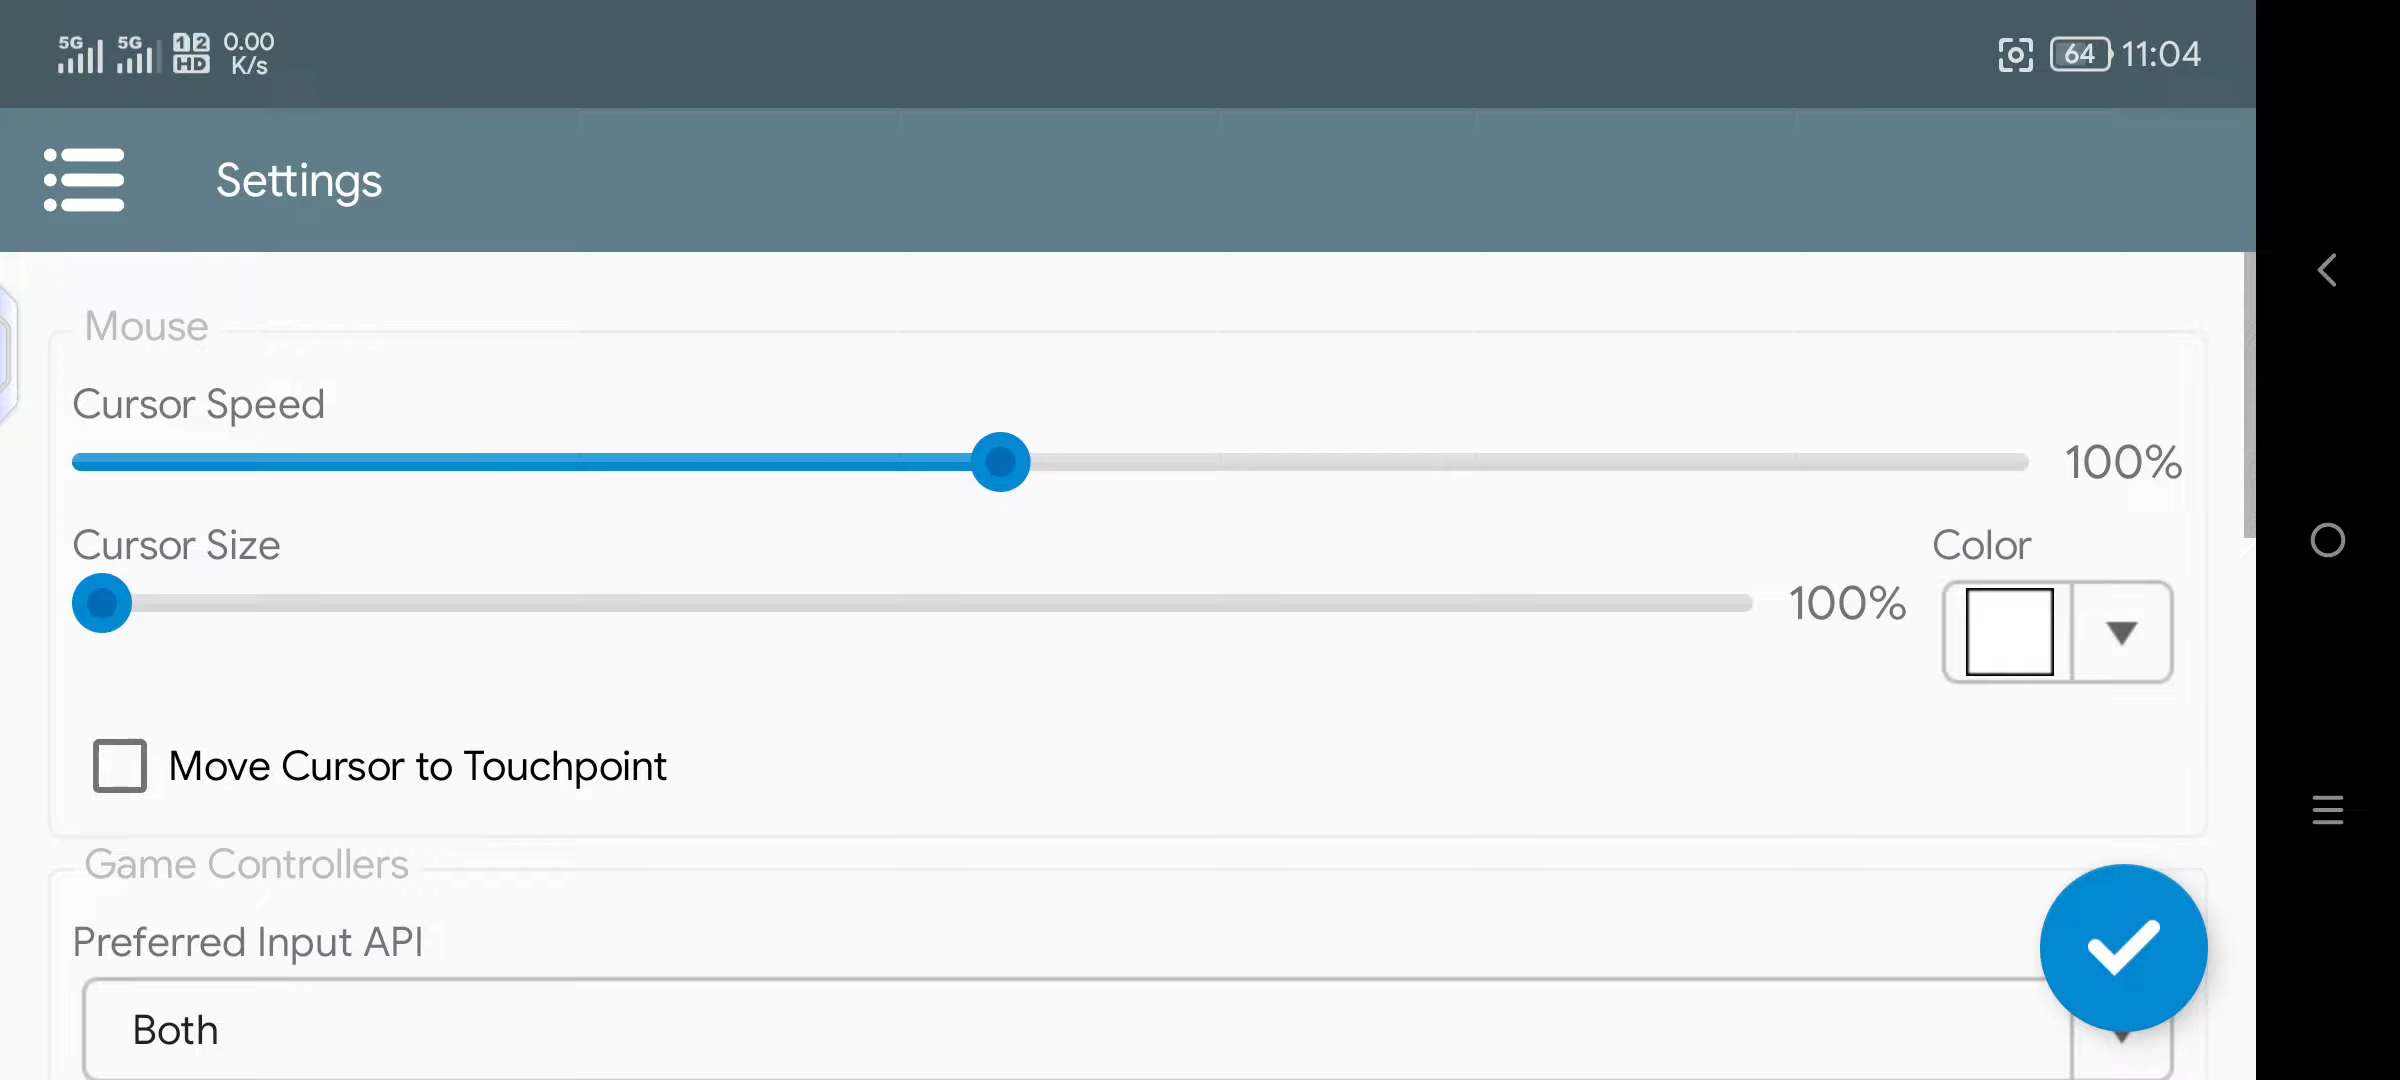 5G 5G 12 HD 0.00 K/s 64 11:04
Settings
Mouse
Cursor Speed
100%
Cursor Size Color
100%
Move Cursor to Touchpoint
Game Controllers
Preferred Input API
Both